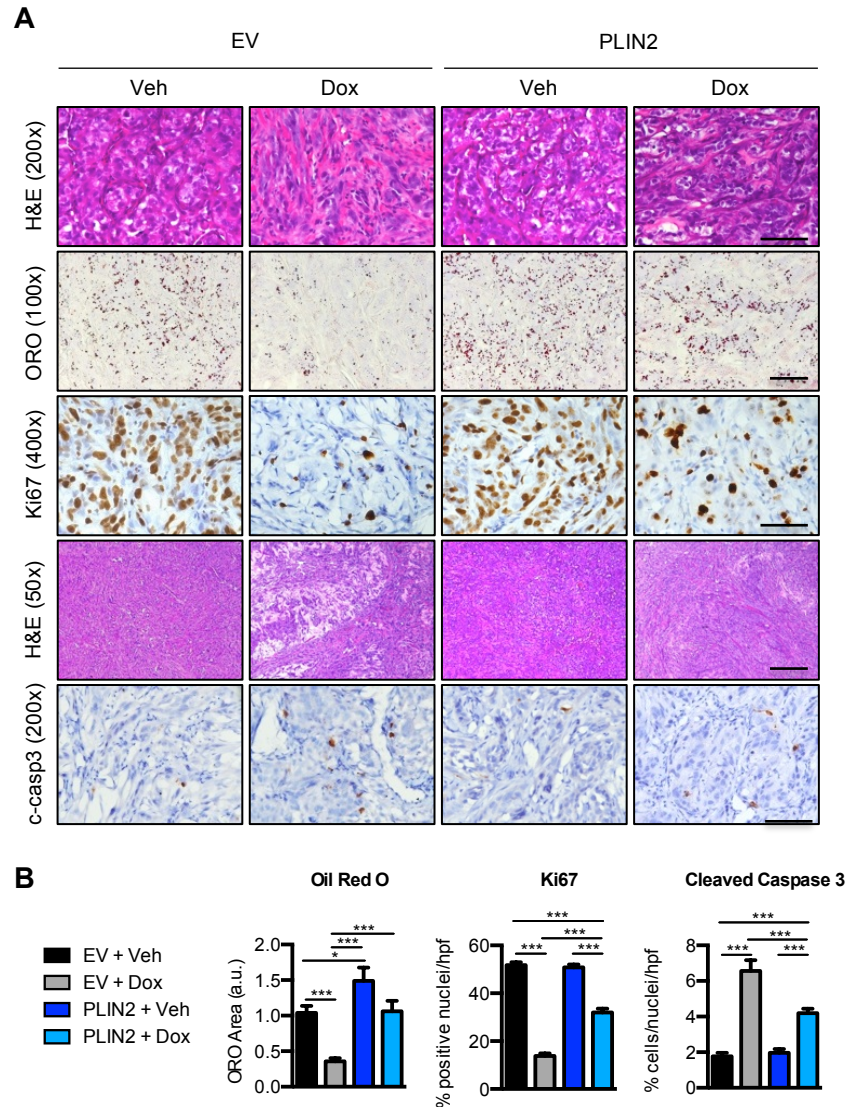 A
EV PLIN2
Veh Dox Veh Dox
H&E (200x)
ORO (100x)
Ki67 (400x)
H&E (50x)
c-casp3 (200x)
B
EV + Veh
EV + Dox
PLIN2 + Veh
PLIN2 + Dox
Oil Red O
ORO Area (a.u.)
2.0
1.5
1.0
0.5
0.0
***
***
*
***
Ki67
% positive nuclei/hpf
60
40
20
0
***
***
*** ***
Cleaved Caspase 3
% cells/nuclei/hpf
8
6
4
2
0
***
***
*** ***